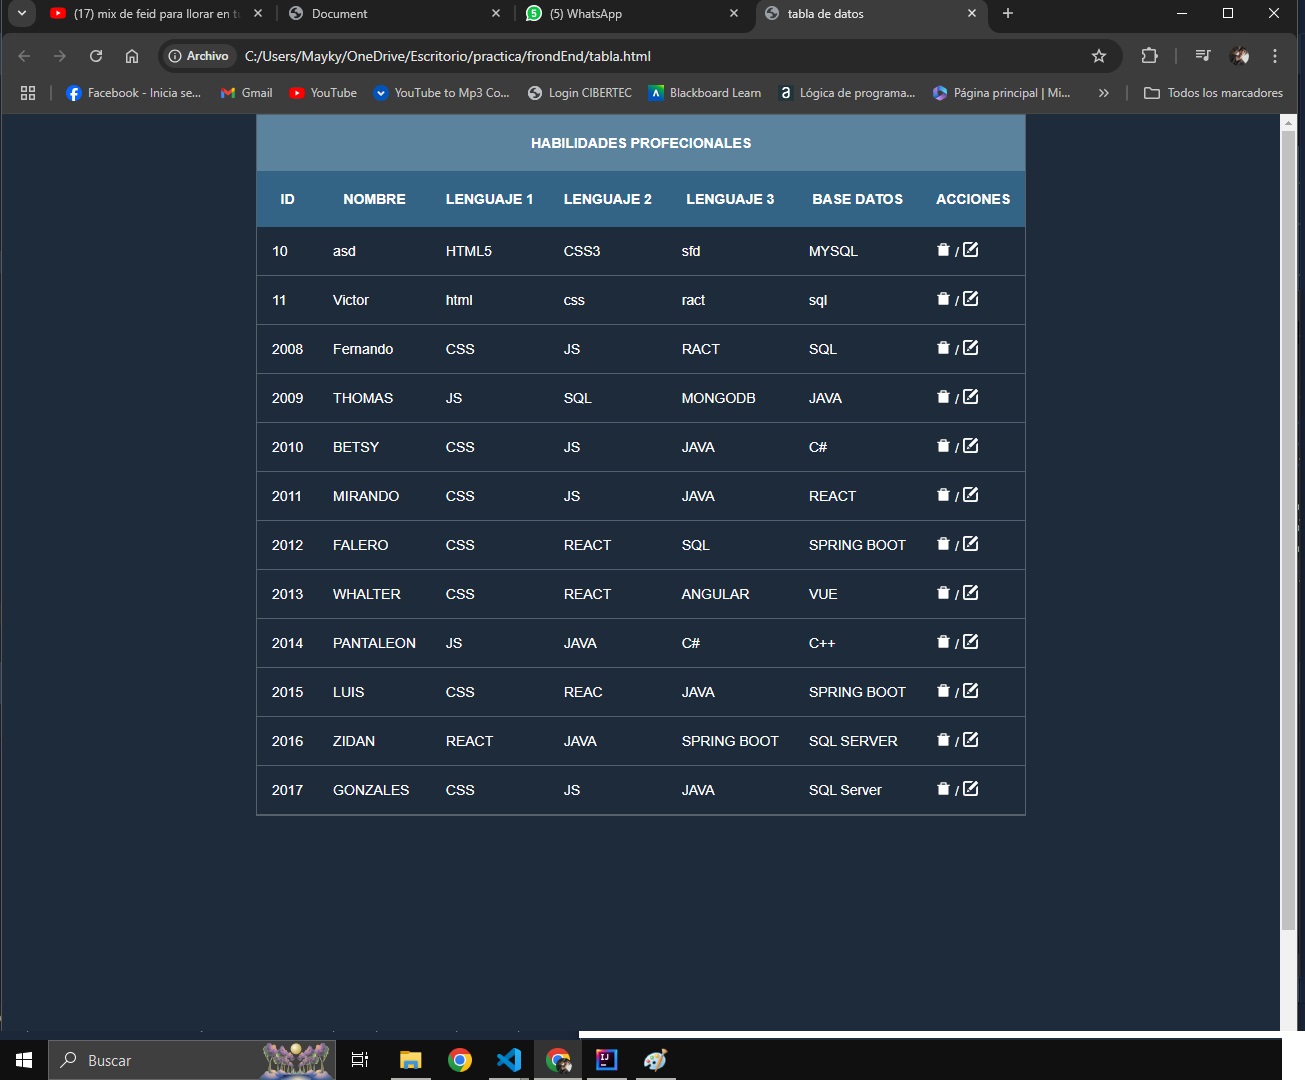 (17) mix de feid para llorar en tu
Document
(5) WhatsApp
tabla de datos
Archivo C:/Users/Mayky/OneDrive/Escritorio/practica/frondEnd/tabla.html
Facebook - Inicia se... Gmail YouTube YouTube to Mp3 Co... Login CIBERTEC Blackboard Learn Lógica de programa... Página principal | Mi... » Todos los marcadores
HABILIDADES PROFECIONALES
ID NOMBRE LENGUAJE 1 LENGUAJE 2 LENGUAJE 3 BASE DATOS ACCIONES
10 asd HTML5 CSS3 sfd MYSQL /
11 Victor html css ract sql /
2008 Fernando CSS JS RACT SQL /
2009 THOMAS JS SQL MONGODB JAVA /
2010 BETSY CSS JS JAVA C# /
2011 MIRANDO CSS JS JAVA REACT /
2012 FALERO CSS REACT SQL SPRING BOOT /
2013 WHALTER CSS REACT ANGULAR VUE /
2014 PANTALEON JS JAVA C# C++ /
2015 LUIS CSS REAC JAVA SPRING BOOT /
2016 ZIDAN REACT JAVA SPRING BOOT SQL SERVER /
2017 GONZALES CSS JS JAVA SQL Server /
Buscar